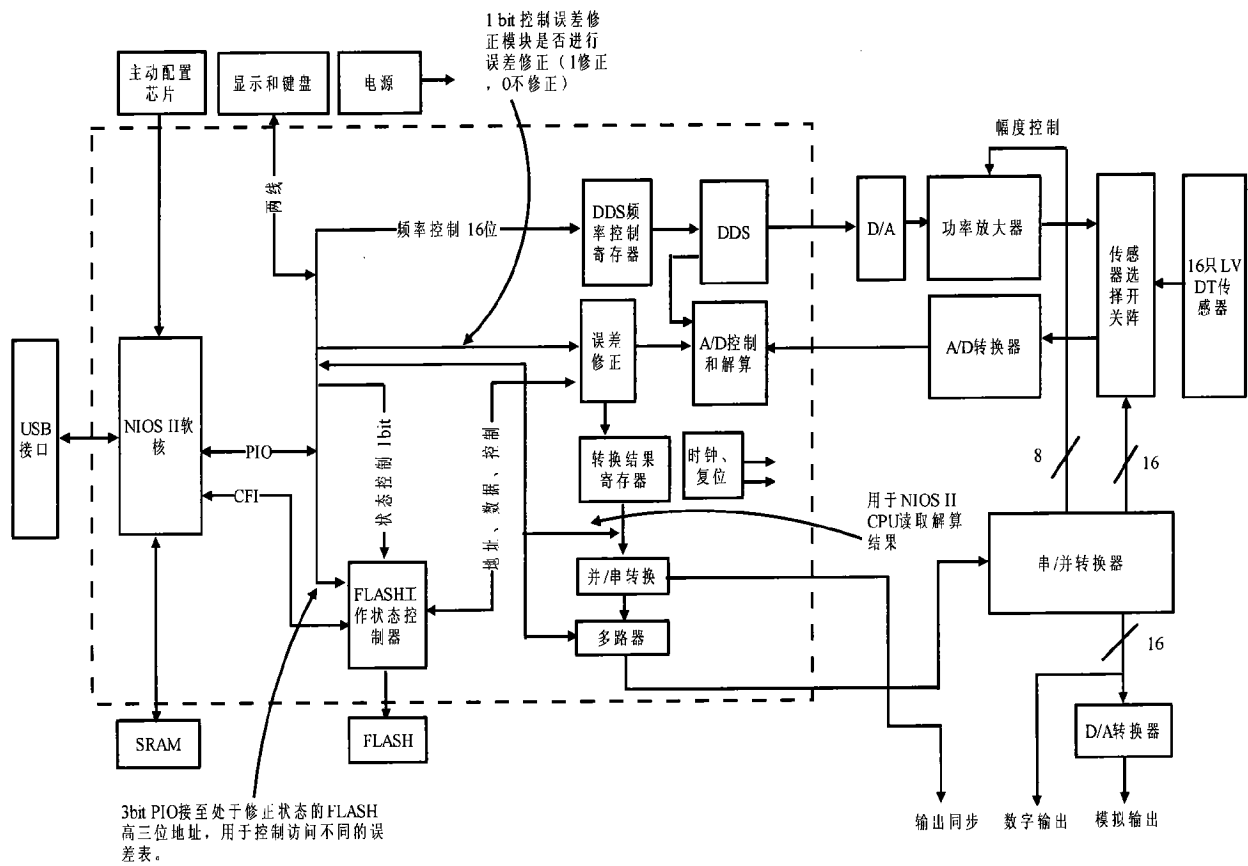 1 bit 控制误差修
正模块是否进行
误差修正（1修正
，0不修正）
主动配置
芯片
显示和键盘
电源
幅度控制
两线
频率控制 16位
DDS频
率控制
寄存器
DDS
D/A
功率放大器
传感
器选
择开
关阵
16只LV
DT传
感器
误差
修正
A/D控制
和解算
A/D转换器
USB
接口
NIOS II软
核
PIO
CFI
状态控制 1bit
地址、数据、控制
转换结果
寄存器
时钟、
复位
8
16
用于NIOS II
CPU读取解算
结果
并/串转换
串/并转换器
FLASH工
作状态控
制器
多路器
16
SRAM
FLASH
D/A转换器
3bit PIO接至处于修正状态的FLASH
高三位地址，用于控制访问不同的误
差表。
输出同步
数字输出
模拟输出